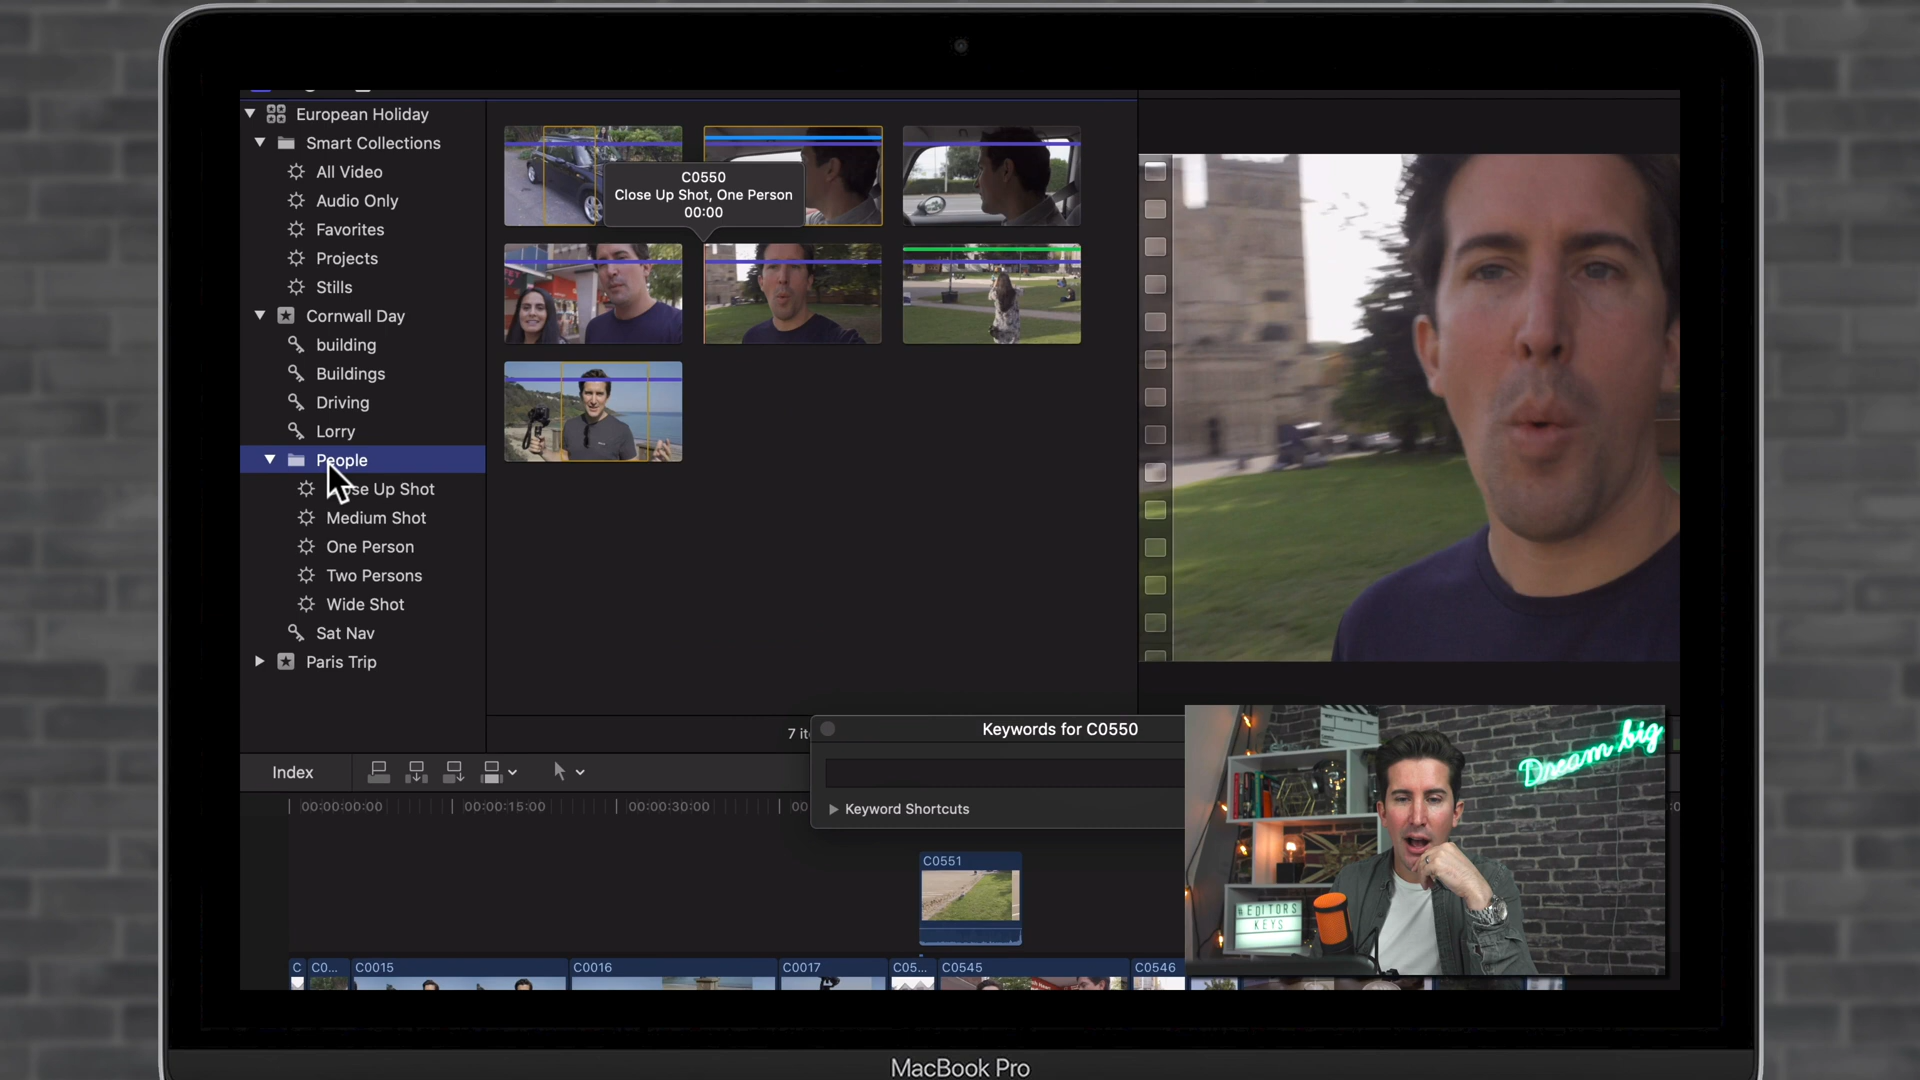 European Holiday
Smart Collections
All Video
Audio Only
Favorites
Projects
Stills
Cornwall Day
building
Buildings
Driving
Lorry
People
se Up Shot
Medium Shot
One Person
Two Persons
Wide Shot
Sat Nav
Paris Trip
C0550
Close Up Shot, One Person
00:00
7 it
Keywords for C0550
Keyword Shortcuts
Index
00:00:00:00
00:00:15:00
00:00:30:00
00
C0551
C
C0...
C0015
C0016
C0017
C05...
C0545
C0546
Dream big
#EDITORS
KEYS
MacBook Pro